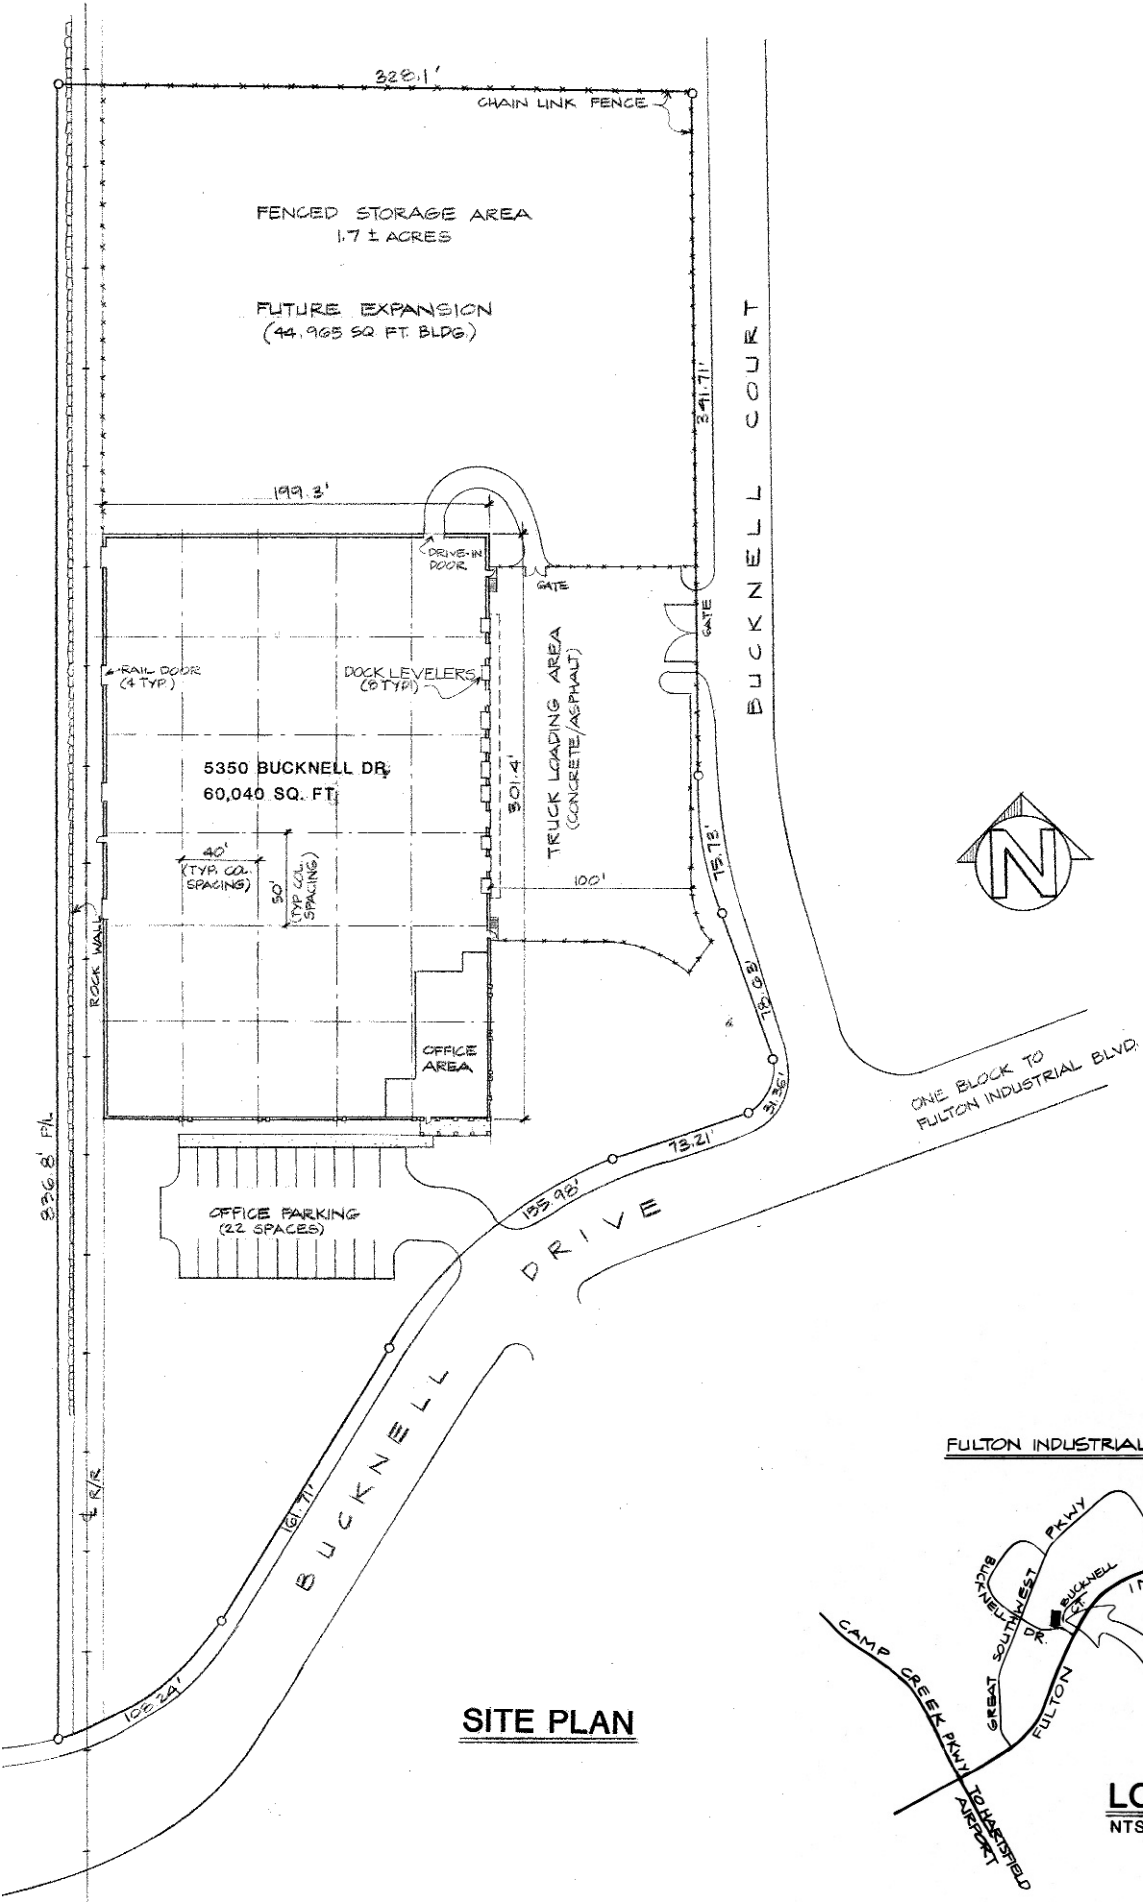 328.1'
CHAIN LINK FENCE
FENCED STORAGE AREA
1.7 ± ACRES
FUTURE EXPANSION
(44,965 SQ. FT. BLDG.)
341.71'
BUCKNELL COURT
199.3'
DRIVE-IN
DOOR
GATE
GATE
RAIL DOOR
(4 TYP.)
DOCK LEVELERS
(8 TYP.)
TRUCK LOADING AREA
(CONCRETE/ASPHALT)
5350 BUCKNELL DR.
60,040 SQ. FT.
301.4'
40'
(TYP. COL.
SPACING)
50'
(TYP. COL.
SPACING)
100'
75.73'
N
ROCK WALL
78.63'
OFFICE
AREA
31.36'
ONE BLOCK TO
FULTON INDUSTRIAL BLVD.
73.21'
836.8' P/L
135.98'
OFFICE PARKING
(22 SPACES)
BUCKNELL DRIVE
161.71'
℄ R/R
108.24'
SITE PLAN
FULTON INDUSTRIAL
PKWY
BUCKNELL
DR.
BUCKNELL
CT.
GREAT SOUTHWEST
FULTON
IN
CAMP CREEK PKWY.
TO HARTSFIELD
AIRPORT
LO
NTS